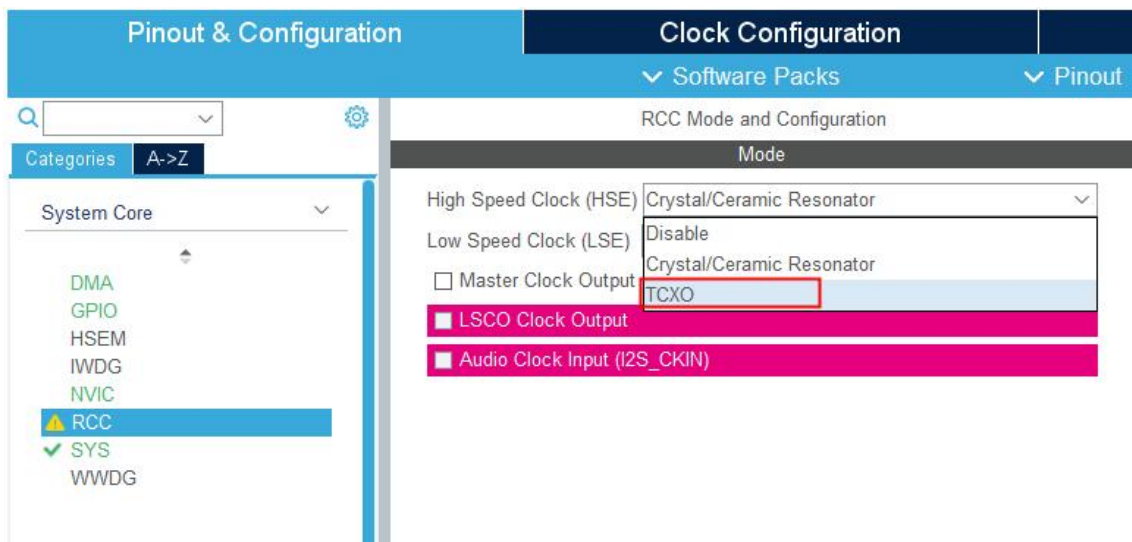 Pinout & Configuration
Clock Configuration
Software Packs
Pinout
RCC Mode and Configuration
Categories
A->Z
Mode
System Core
High Speed Clock (HSE)
Crystal/Ceramic Resonator
Low Speed Clock (LSE)
Disable
Crystal/Ceramic Resonator
TCXO
Master Clock Output
LSCO Clock Output
Audio Clock Input (I2S_CKIN)
DMA
GPIO
HSEM
IWDG
NVIC
RCC
SYS
WWDG